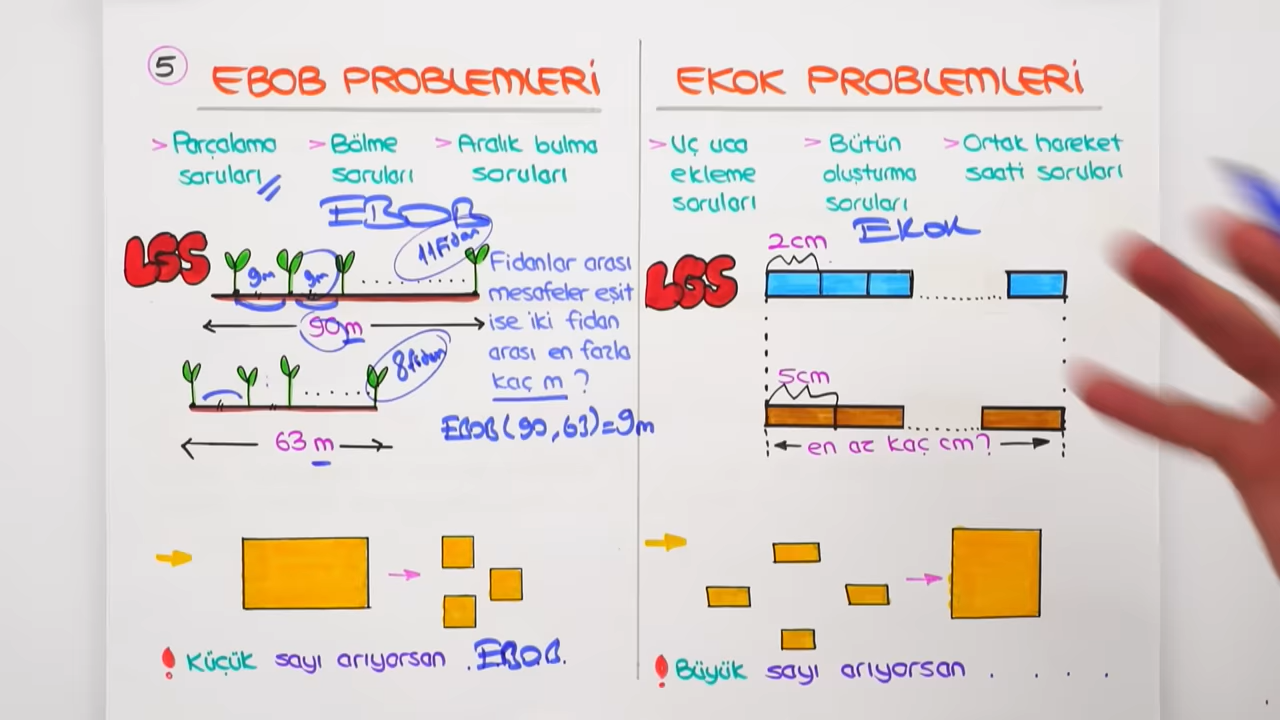 5
EBOB PROBLEMLERİ
> Parçalama soruları
> Bölme soruları
> Aralık bulma soruları
EBOB
LGS
9m
9m
11 Fidan
90m
Fidanlar arası
mesafeler eşit
ise iki fidan
arası en fazla
kaç m ?
8 fidan
63 m
EBOB(90,63)=9m
! Küçük sayı arıyorsan .EBOB.
EKOK PROBLEMLERİ
> Uç uca ekleme soruları
> Bütün oluşturma soruları
> Ortak hareket saati soruları
EKOK
LGS
2cm
5cm
en az kaç cm?
! Büyük sayı arıyorsan . . . .